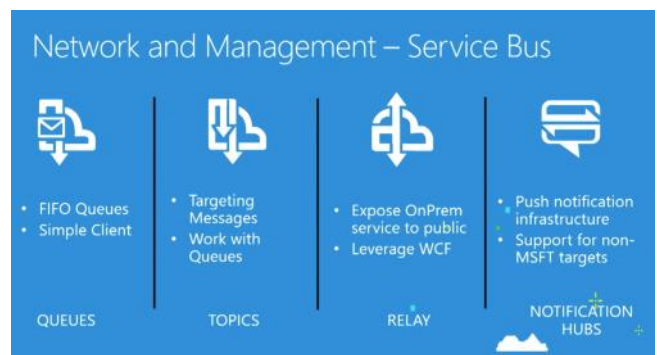 Network and Management – Service Bus
• FIFO Queues
• Simple Client
QUEUES
• Targeting
Messages
• Work with
Queues
TOPICS
• Expose OnPrem
service to public
• Leverage WCF
RELAY
• Push notification
infrastructure
• Support for non-
MSFT targets
NOTIFICATION
HUBS